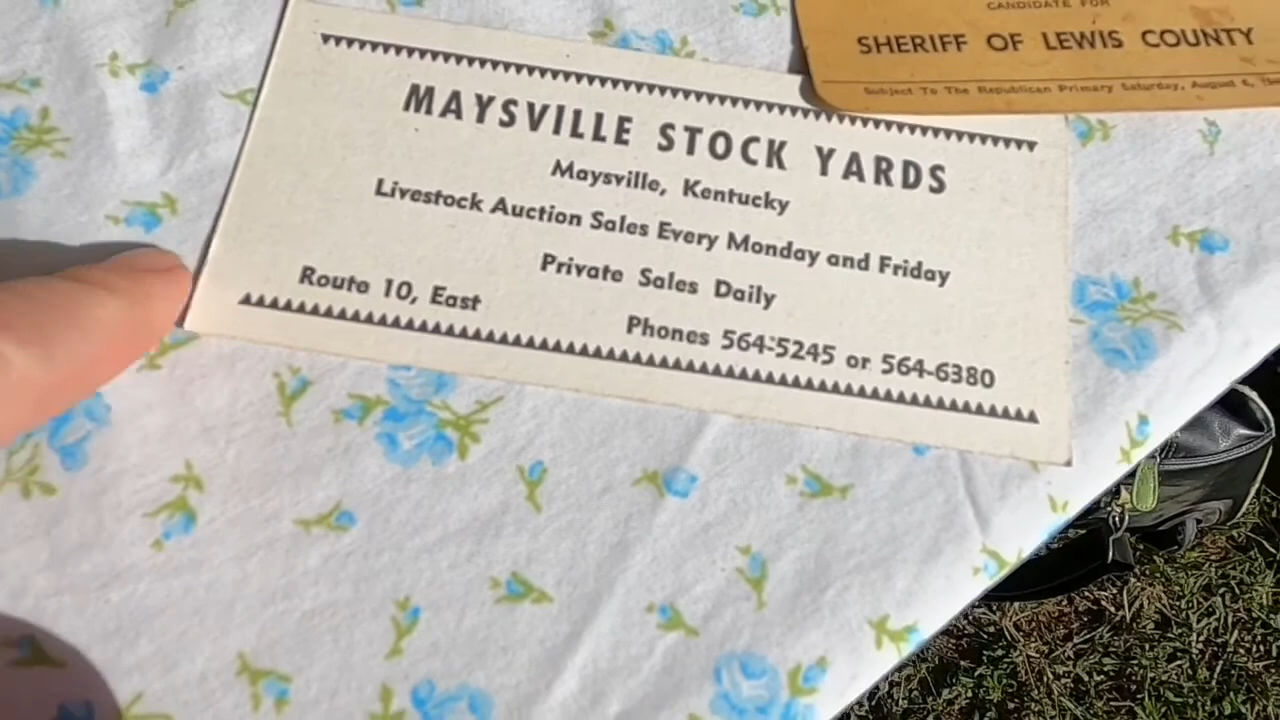 CANDIDATE FOR
SHERIFF OF LEWIS COUNTY
Subject To The Republican Primary Saturday, August
MAYSVILLE STOCK YARDS
Maysville, Kentucky
Livestock Auction Sales Every Monday and Friday
Private Sales Daily
Route 10, East
Phones 564-5245 or 564-6380